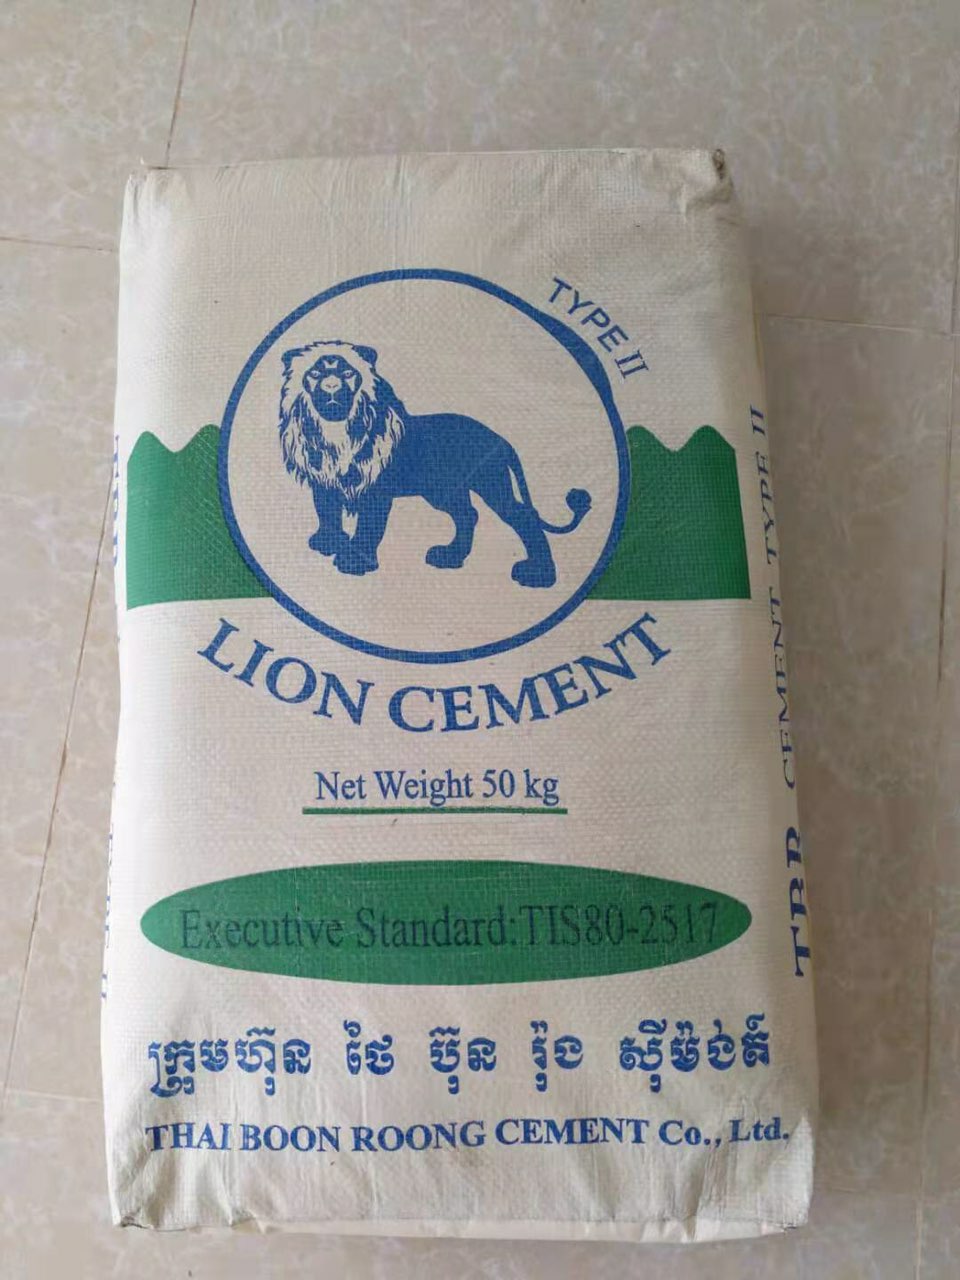 TYPE II
LION CEMENT
Net Weight 50 kg
Executive Standard:TIS80-2517
ក្រុមហ៊ុន ថៃ ប៊ុន រ៉ុង ស៊ីម៉ង់ត៍
THAI BOON ROONG CEMENT Co., Ltd.
TBR CEMENT TYPE II